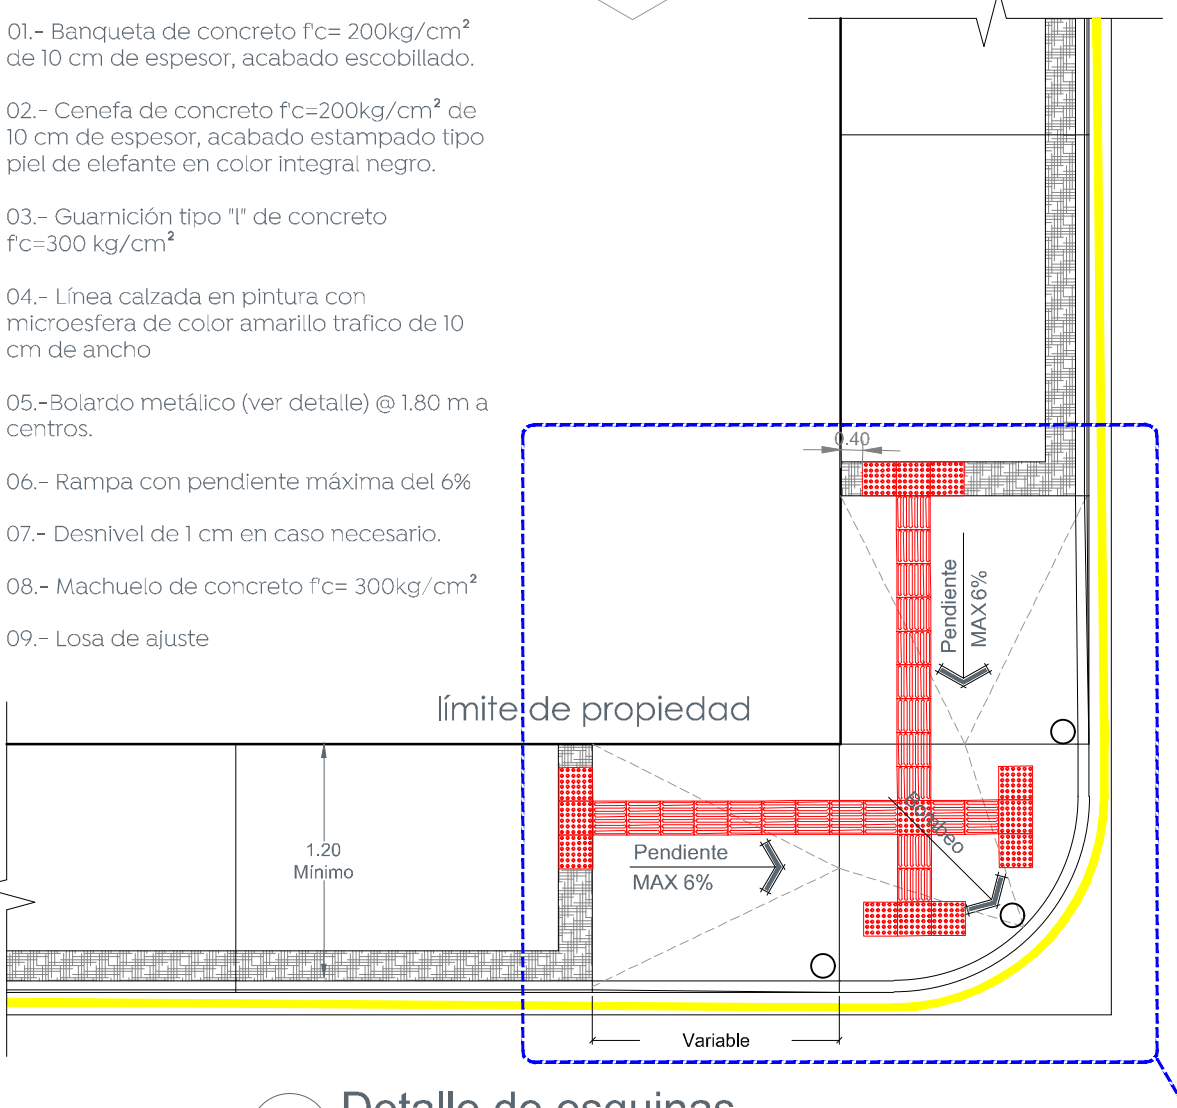 01.- Banqueta de concreto f'c= 200kg/cm²
de 10 cm de espesor, acabado escobillado.
02.- Cenefa de concreto f'c=200kg/cm² de
10 cm de espesor, acabado estampado tipo
piel de elefante en color integral negro.
03.- Guarnición tipo "l" de concreto
f'c=300 kg/cm²
04.- Línea calzada en pintura con
microesfera de color amarillo trafico de 10
cm de ancho
05.-Bolardo metálico (ver detalle) @ 1.80 m a
centros.
06.- Rampa con pendiente máxima del 6%
07.- Desnivel de 1 cm en caso necesario.
08.- Machuelo de concreto f'c= 300kg/cm²
09.- Losa de ajuste
0.40
Pendiente
MAX 6%
límite de propiedad
1.20
Mínimo
Pendiente
MAX 6%
Bombeo
Variable
Detalle de esquinas